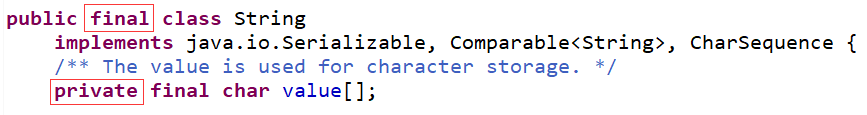 public final class String
implements java.io.Serializable, Comparable<String>, CharSequence {
/** The value is used for character storage. */
private final char value[];